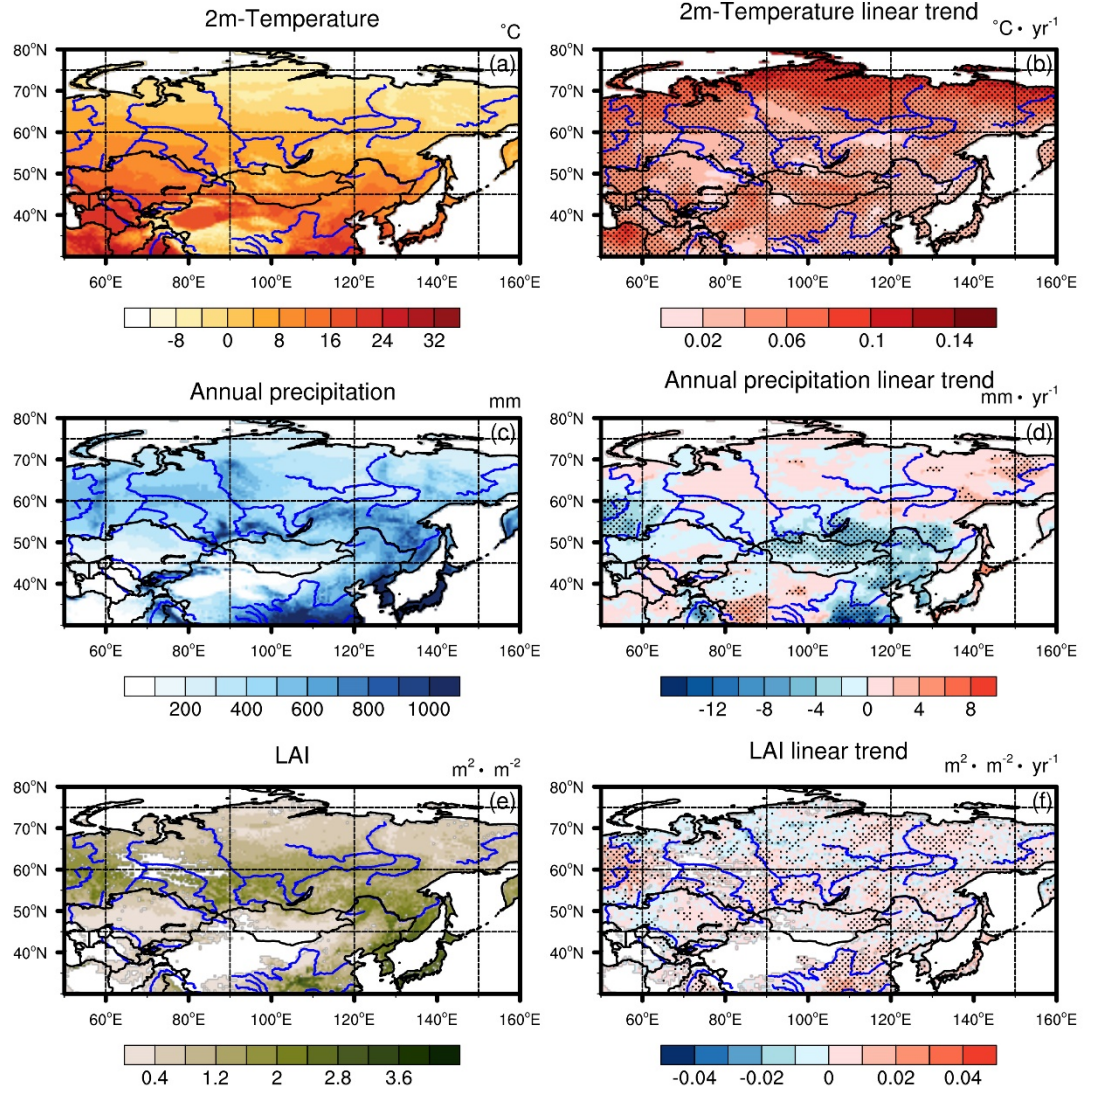 2m-Temperature
°C
(a)
80°N
70°N
60°N
50°N
40°N
60°E 80°E 100°E 120°E 140°E 160°E
-8 0 8 16 24 32
2m-Temperature linear trend
°C • yr-1
(b)
80°N
70°N
60°N
50°N
40°N
60°E 80°E 100°E 120°E 140°E 160°E
0.02 0.06 0.1 0.14
Annual precipitation
mm
(c)
80°N
70°N
60°N
50°N
40°N
60°E 80°E 100°E 120°E 140°E 160°E
200 400 600 800 1000
Annual precipitation linear trend
mm • yr-1
(d)
80°N
70°N
60°N
50°N
40°N
60°E 80°E 100°E 120°E 140°E 160°E
-12 -8 -4 0 4 8
LAI
m2 • m-2
(e)
80°N
70°N
60°N
50°N
40°N
60°E 80°E 100°E 120°E 140°E 160°E
0.4 1.2 2 2.8 3.6
LAI linear trend
m2 • m-2 • yr-1
(f)
80°N
70°N
60°N
50°N
40°N
60°E 80°E 100°E 120°E 140°E 160°E
-0.04 -0.02 0 0.02 0.04